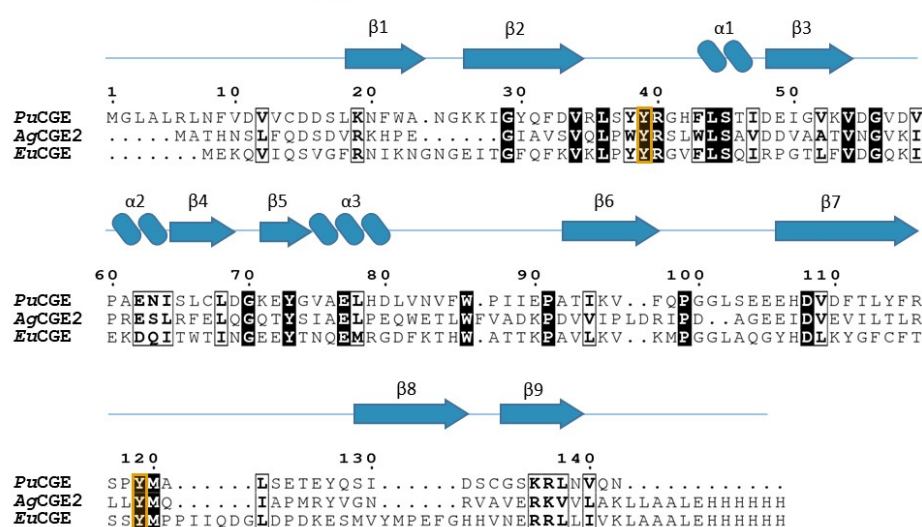 β1 β2 α1 β3
1 10 20 30 40 50
PuCGE MGLALRLNFVDVVCDDSLKNFWA.NGKKIGYQFDVRLSYYRGHFLSTIDEIGVKVDGVDV
AgCGE2 .....MATHNSLFQDSDVRKHPE......GIAVSVQLPWYRSLWLSAVDDVAATVNGVKI
EuCGE .......MEKQVIQSVGFRNIKNGNGEITGFQFKVKLPYYRGVFLSQIRPGTLFVDGQKI
α2 β4 β5 α3 β6 β7
60 70 80 90 100 110
PuCGE PAENISLCLDGKEYGVAELHDLVNVFW.PIIEPATIKV..FQPGGLSEEEHDVDFTLYFR
AgCGE2 PRESLRFELQGQTYSIAELPEQWETLWFVADKPDVVIPLDRIPD..AGEEIDVEVILTLR
EuCGE EKDQITWTINGEEYTNQEMRGDFKTHW.ATTKPAVLKV..KMPGGLAQGYHDLKYGFCFT
β8 β9
120 130 140
PuCGE SPYMA......LSETEYQSI......DSCGSKRLNVQN............
AgCGE2 LLYMQ......IAPMRYVGN......RVAVERKVVLAKLLAALEHHHHHH
EuCGE SSYMPPIIQDGLDPDKESMVYMPEFGHHVNERRLLIVKLAAALEHHHHHH